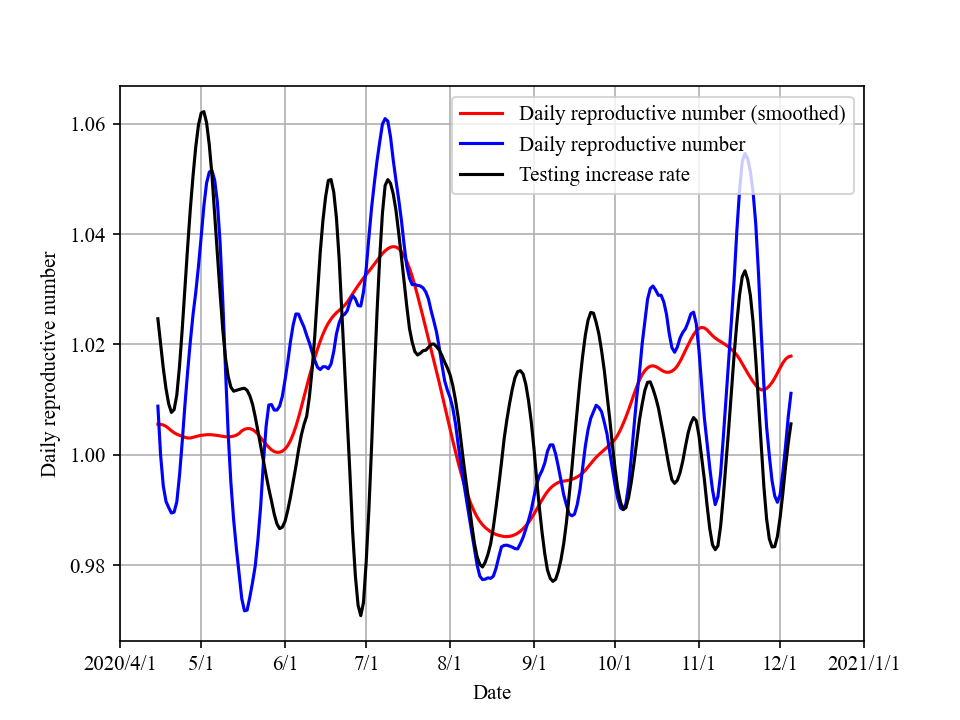 Daily reproductive number (smoothed)
Daily reproductive number
Testing increase rate
Daily reproductive number
1.06
1.04
1.02
1.00
0.98
2020/4/1 5/1 6/1 7/1 8/1 9/1 10/1 11/1 12/1 2021/1/1
Date